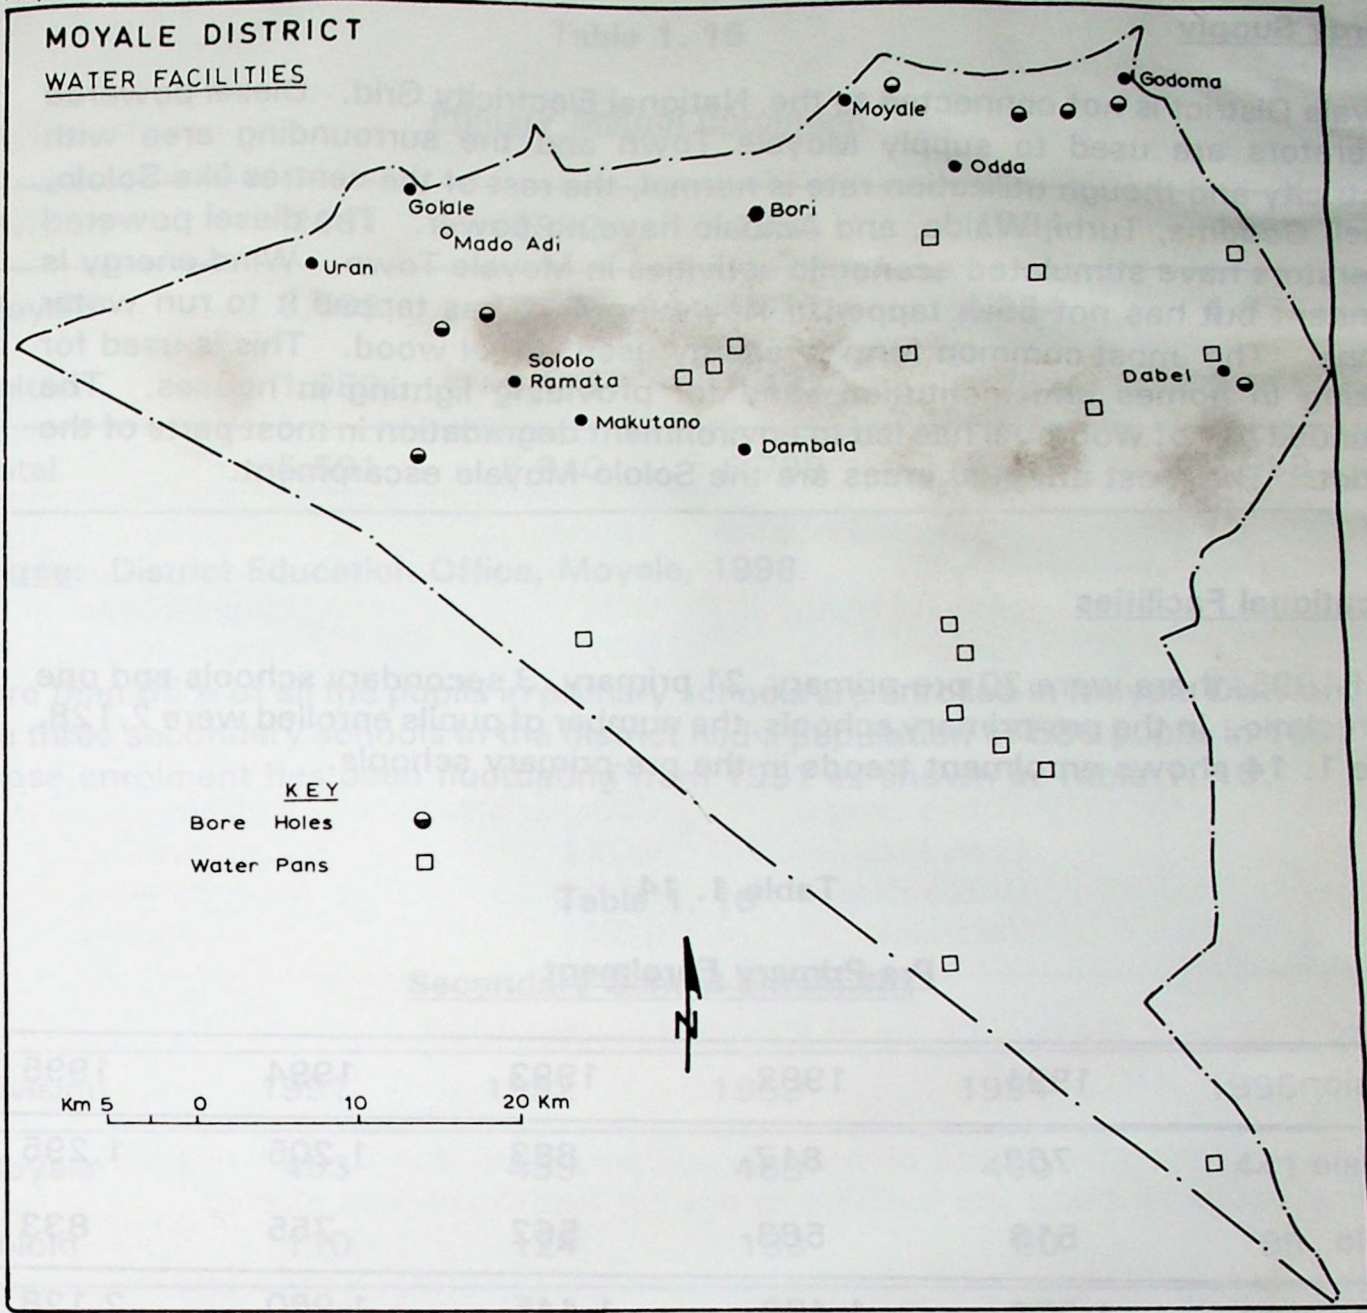 MOYALE DISTRICT
WATER FACILITIES
Godoma
Moyale
Odda
Golale
Bori
Mado Adi
Uran
Sololo
Ramata
Dabel
Makutano
Dambala
KEY
Bore Holes
Water Pans
N
Km 5 0 10 20 Km